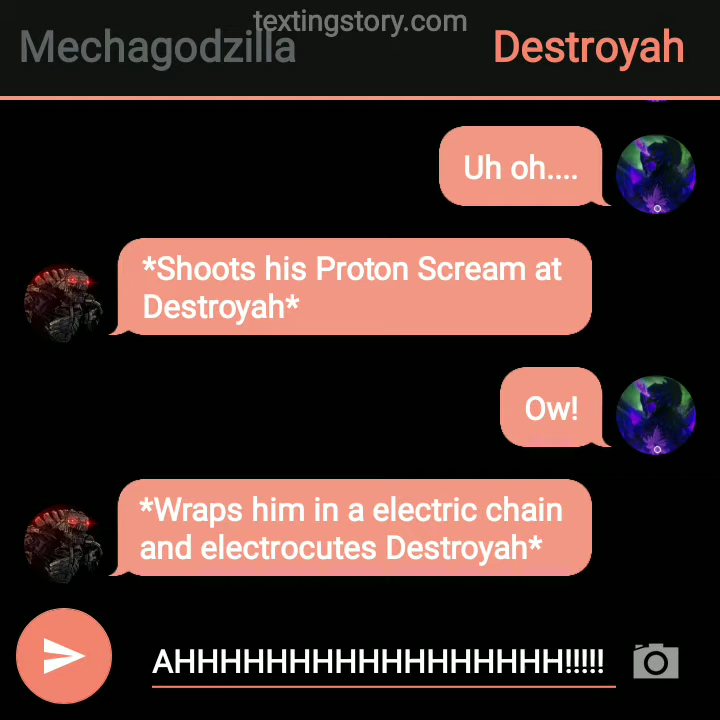 textingstory.com
Mechagodzilla
Destroyah
Uh oh....
*Shoots his Proton Scream at
Destroyah*
Ow!
*Wraps him in a electric chain
and electrocutes Destroyah*
AHHHHHHHHHHHHHHHHH!!!!!